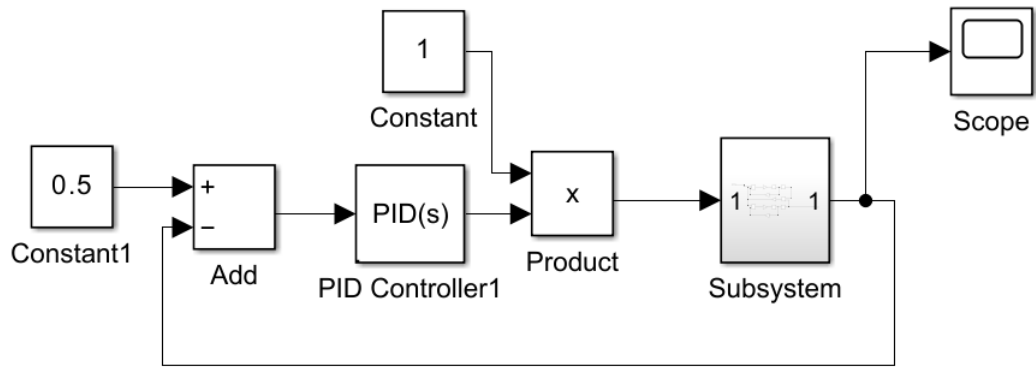 1
Constant
Scope
0.5
Constant1
+
−
Add
PID(s)
PID Controller1
x
Product
1 1
Subsystem